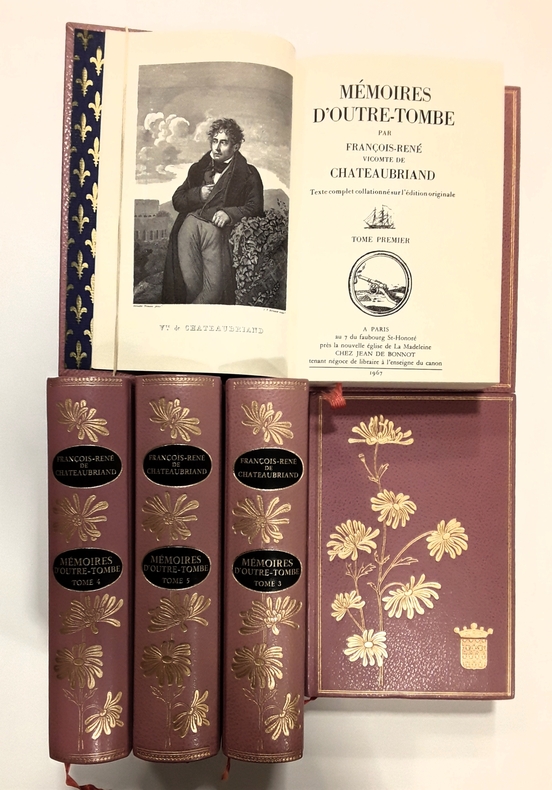 MÉMOIRES
D'OUTRE-TOMBE
PAR
FRANÇOIS-RENÉ
VICOMTE DE
CHATEAUBRIAND
Texte complet collationné sur l'édition originale
TOME PREMIER
A PARIS
au 7 du faubourg St-Honoré
près la nouvelle église de La Madeleine
CHEZ JEAN DE BONNOT
tenant négoce de libraire à l'enseigne du canon
1967
VTE de CHATEAUBRIAND
FRANÇOIS-RENÉ
DE
CHATEAUBRIAND
MÉMOIRES
D'OUTRE-TOMBE
TOME 4
FRANÇOIS-RENÉ
DE
CHATEAUBRIAND
MÉMOIRES
D'OUTRE-TOMBE
TOME 5
FRANÇOIS-RENÉ
DE
CHATEAUBRIAND
MÉMOIRES
D'OUTRE-TOMBE
TOME 3